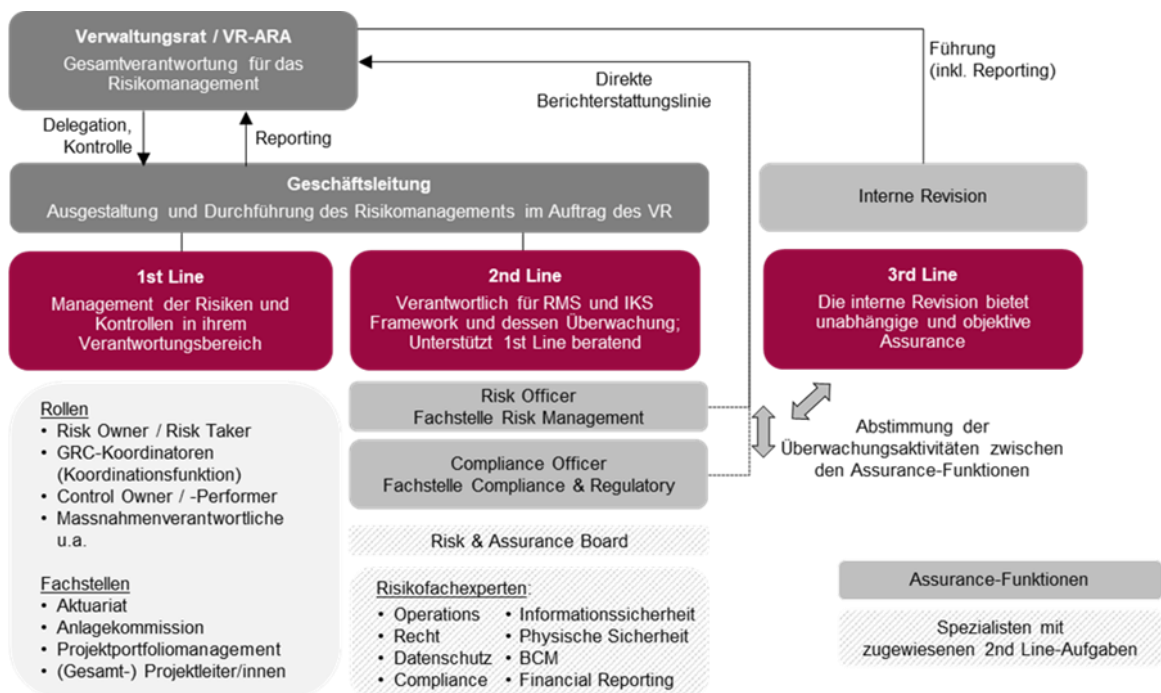 Verwaltungsrat / VR-ARA
Gesamtverantwortung für das
Risikomanagement
Direkte
Berichterstattungslinie
Führung
(inkl. Reporting)
Delegation,
Kontrolle
Reporting
Geschäftsleitung
Ausgestaltung und Durchführung des Risikomanagements im Auftrag des VR
Interne Revision
1st Line
Management der Risiken und
Kontrollen in ihrem
Verantwortungsbereich
2nd Line
Verantwortlich für RMS und IKS
Framework und dessen Überwachung;
Unterstützt 1st Line beratend
3rd Line
Die interne Revision bietet
unabhängige und objektive
Assurance
Rollen
• Risk Owner / Risk Taker
• GRC-Koordinatoren
(Koordinationsfunktion)
• Control Owner / -Performer
• Massnahmenverantwortliche
u.a.
Fachstellen
• Aktuariat
• Anlagekommission
• Projektportfoliomanagement
• (Gesamt-) Projektleiter/innen
Risk Officer
Fachstelle Risk Management
Compliance Officer
Fachstelle Compliance & Regulatory
Risk & Assurance Board
Risikofachexperten:
• Operations
• Recht
• Datenschutz
• Compliance
• Informationssicherheit
• Physische Sicherheit
• BCM
• Financial Reporting
Abstimmung der
Überwachungsaktivitäten zwischen
den Assurance-Funktionen
Assurance-Funktionen
Spezialisten mit
zugewiesenen 2nd Line-Aufgaben